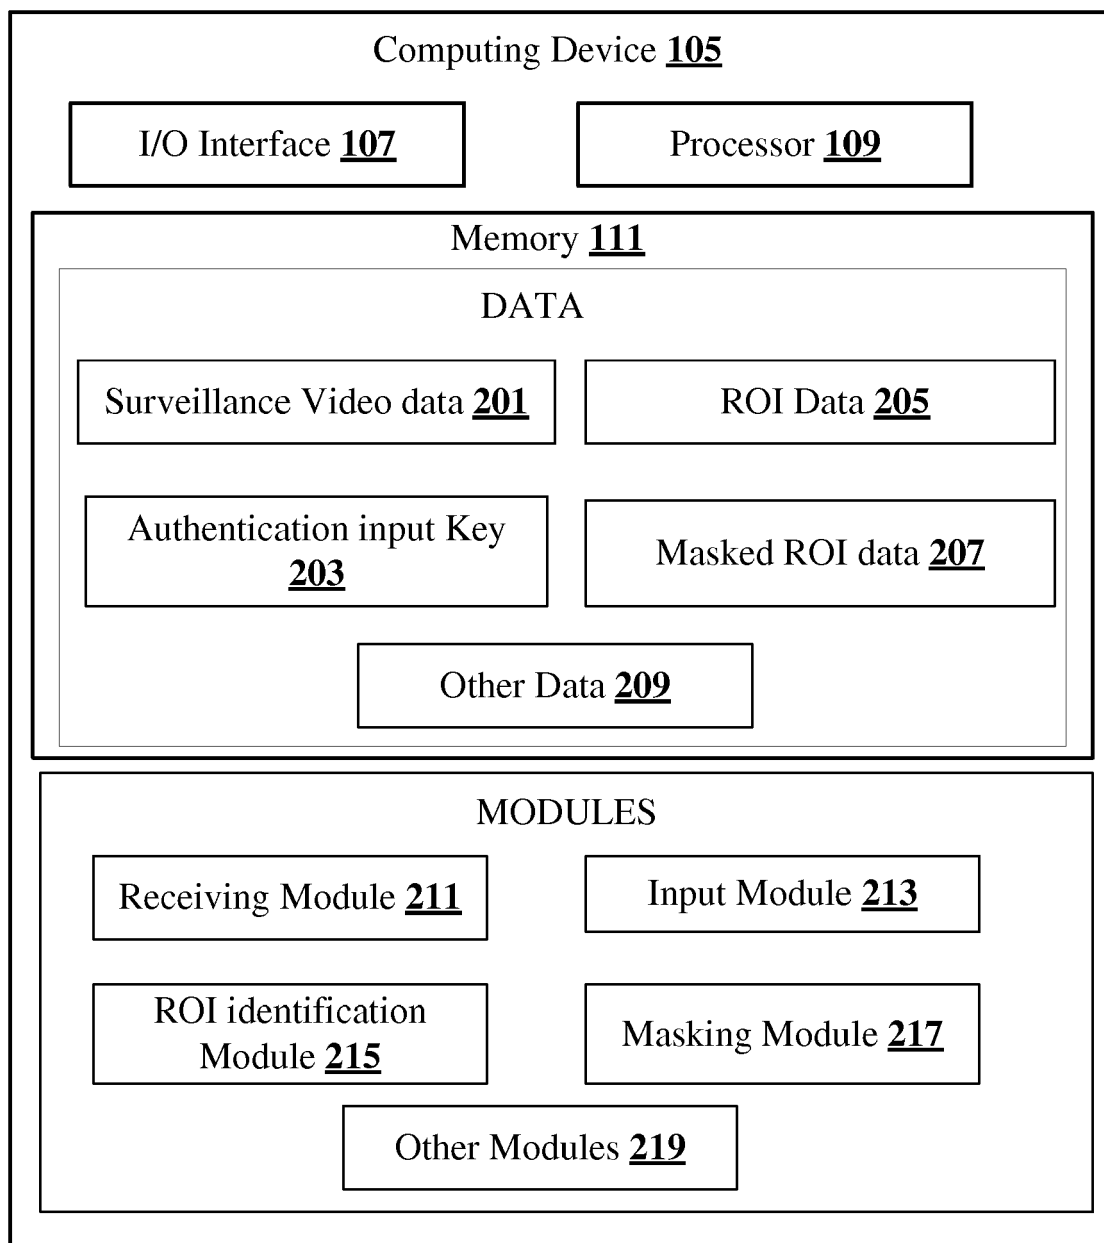 Computing Device 105
I/O Interface 107
Processor 109
Memory 111
DATA
Surveillance Video data 201
ROI Data 205
Authentication input Key
203
Masked ROI data 207
Other Data 209
MODULES
Receiving Module 211
Input Module 213
ROI identification
Module 215
Masking Module 217
Other Modules 219